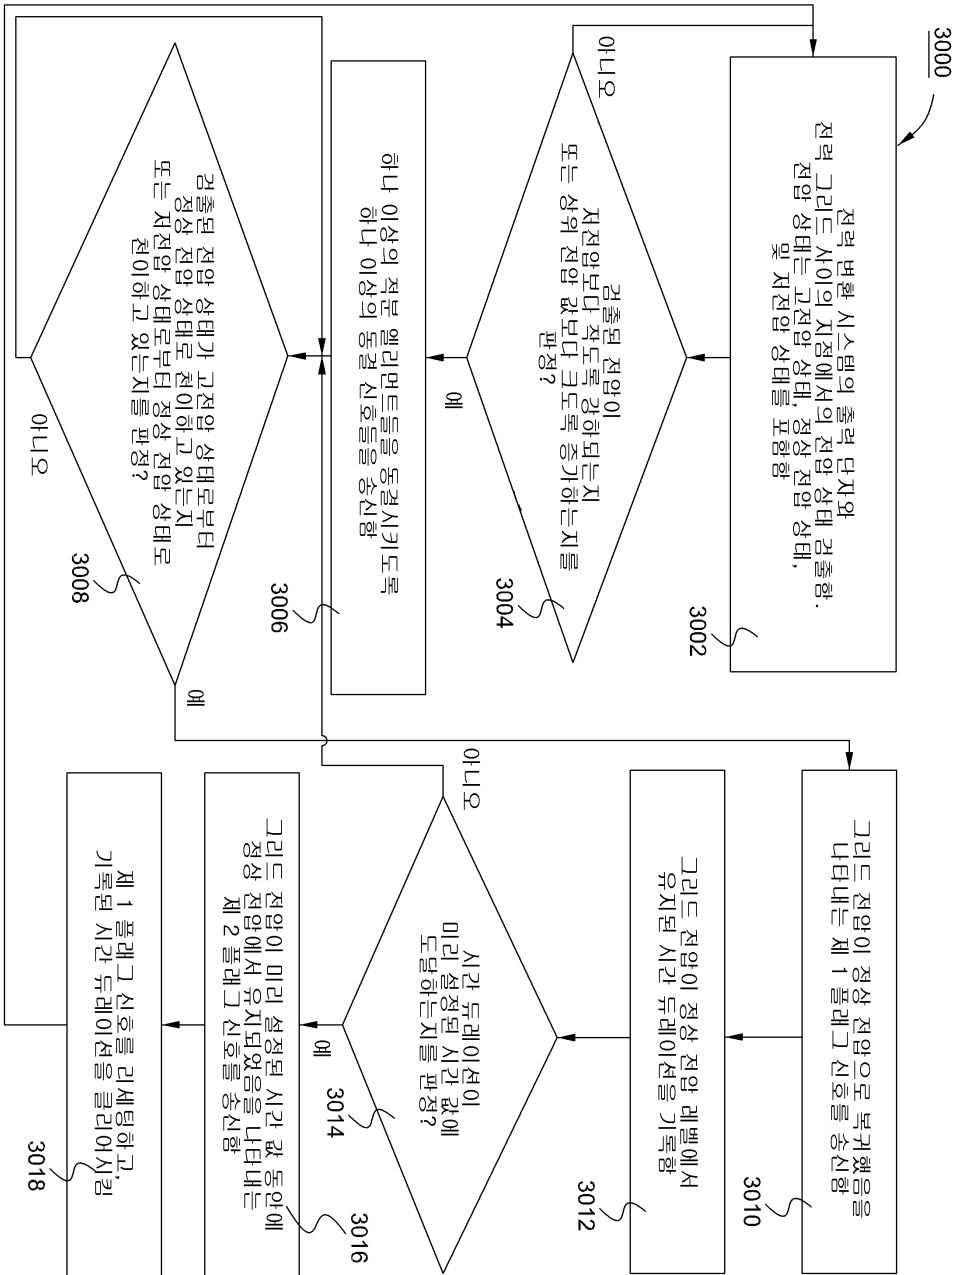 3000
전력 변환 시스템의 출력 단자와
전력 그리드 사이의 지점에서의 전압 상태 검출함.
전압 상태는 고전압 상태, 정상 전압 상태,
및 저전압 상태를 포함함
3002
검출된 전압이
저전압보다 작도록 강하되는지
또는 상위 전압 값보다 크도록 증가하는지를
판정?
3004
아니오
예
하나 이상의 적분 엘리먼트들을 동결시키도록
하나 이상의 동결 신호들을 송신함
3006
검출된 전압 상태가 고전압 상태로부터
정상 전압 상태로 천이하고 있는지
또는 저전압 상태로부터 정상 전압 상태로
천이하고 있는지를 판정?
3008
아니오
예
그리드 전압이 정상 전압으로 복귀했음을
나타내는 제 1 플래그 신호를 송신함
3010
그리드 전압이 정상 전압 레벨에서
유지된 시간 듀레이션을 기록함
3012
시간 듀레이션이
미리 설정된 시간 값에
도달하는지를 판정?
3014
아니오
예
그리드 전압이 미리 설정된 시간 값 동안에
정상 전압에서 유지되었음을 나타내는
제 2 플래그 신호를 송신함
3016
제 1 플래그 신호를 리세팅하고,
기록된 시간 듀레이션을 클리어시킴
3018